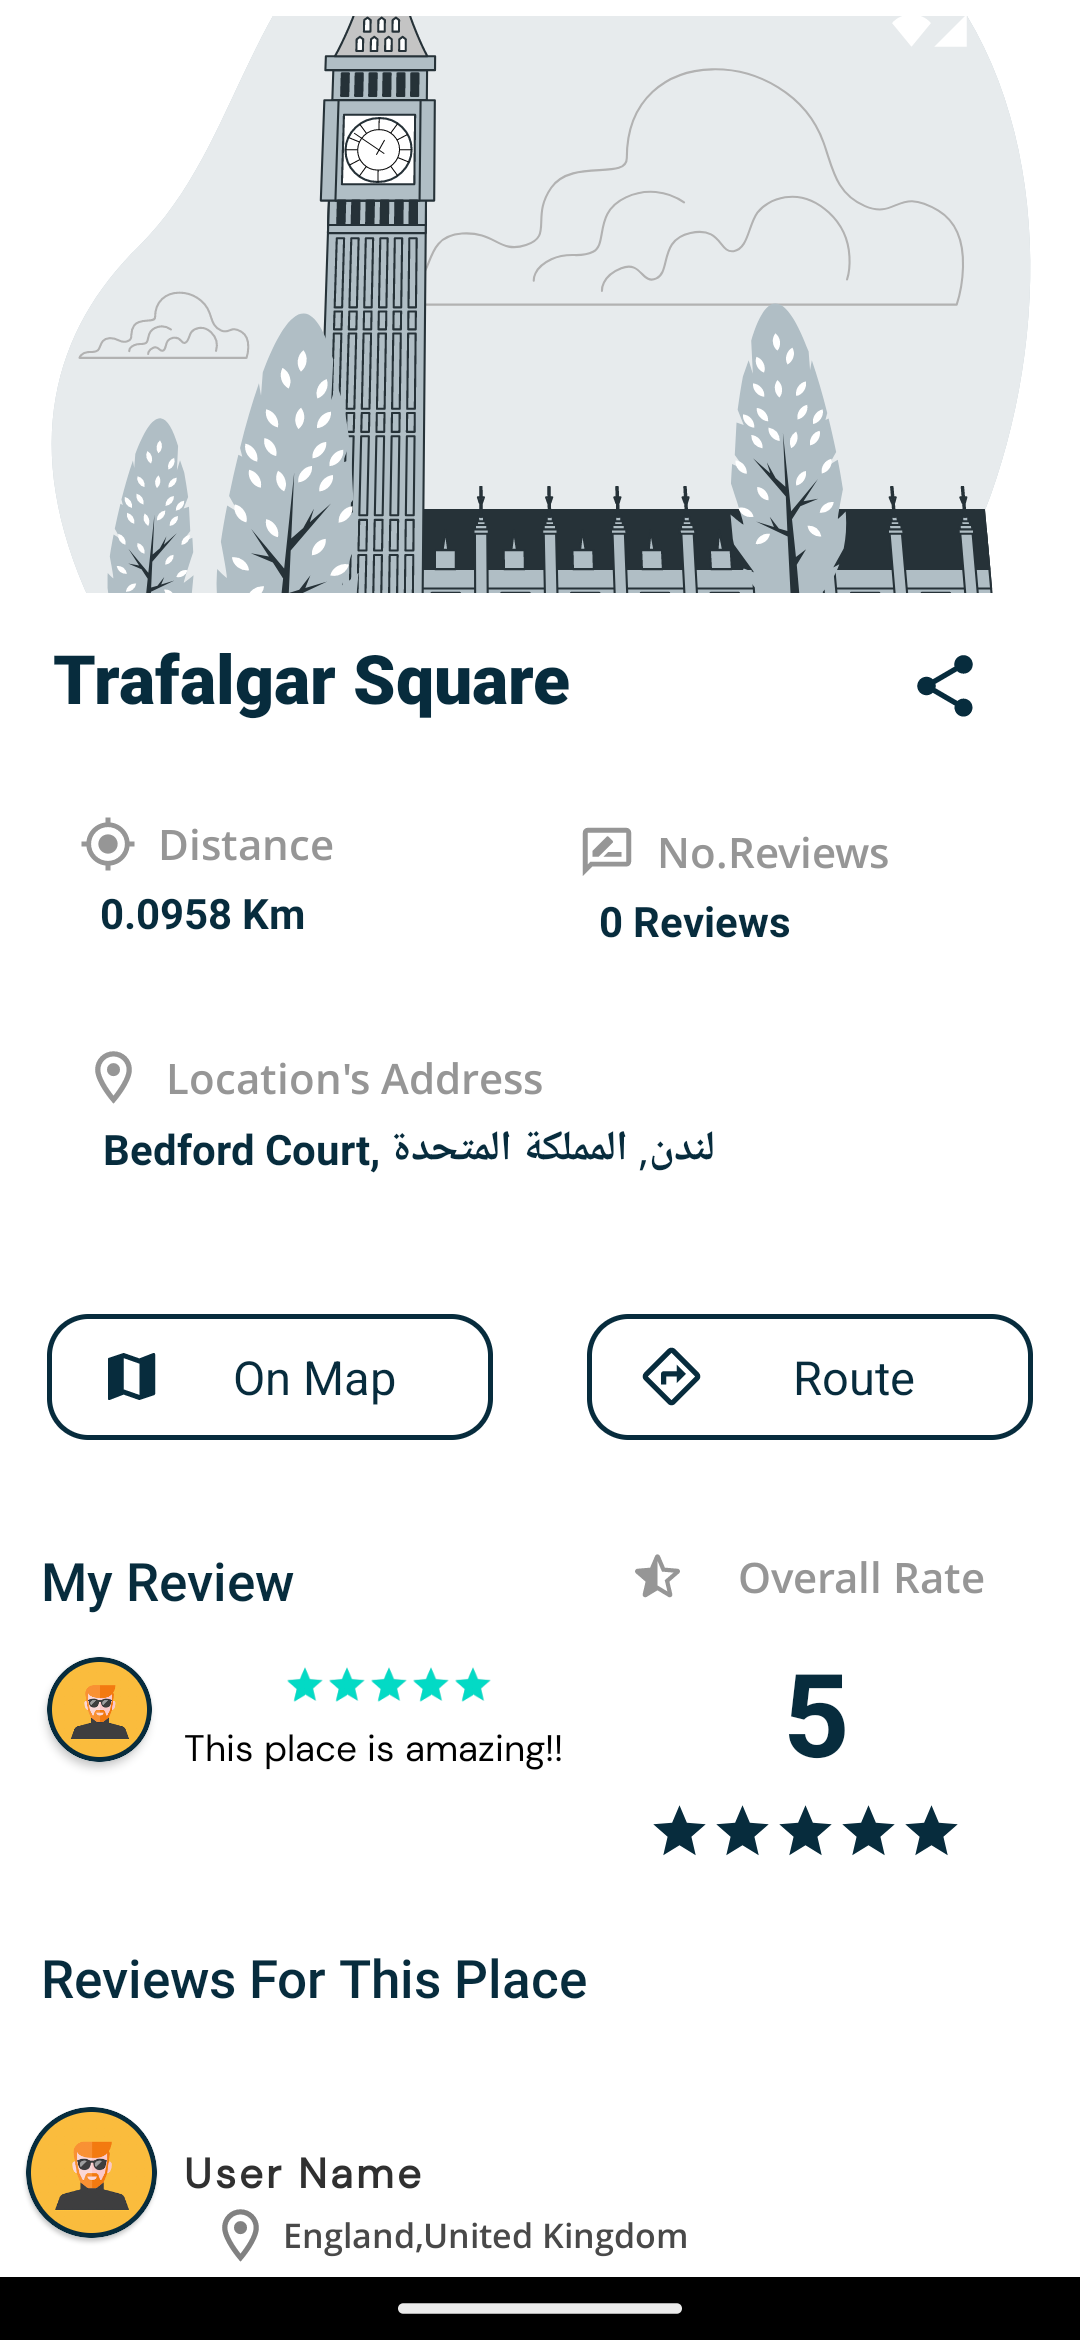 Trafalgar Square
Distance
No.Reviews
0.0958 Km
0 Reviews
Location's Address
Bedford Court, لندن, المملكة المتحدة
On Map
Route
My Review
Overall Rate
This place is amazing!!
5
Reviews For This Place
User Name
England,United Kingdom